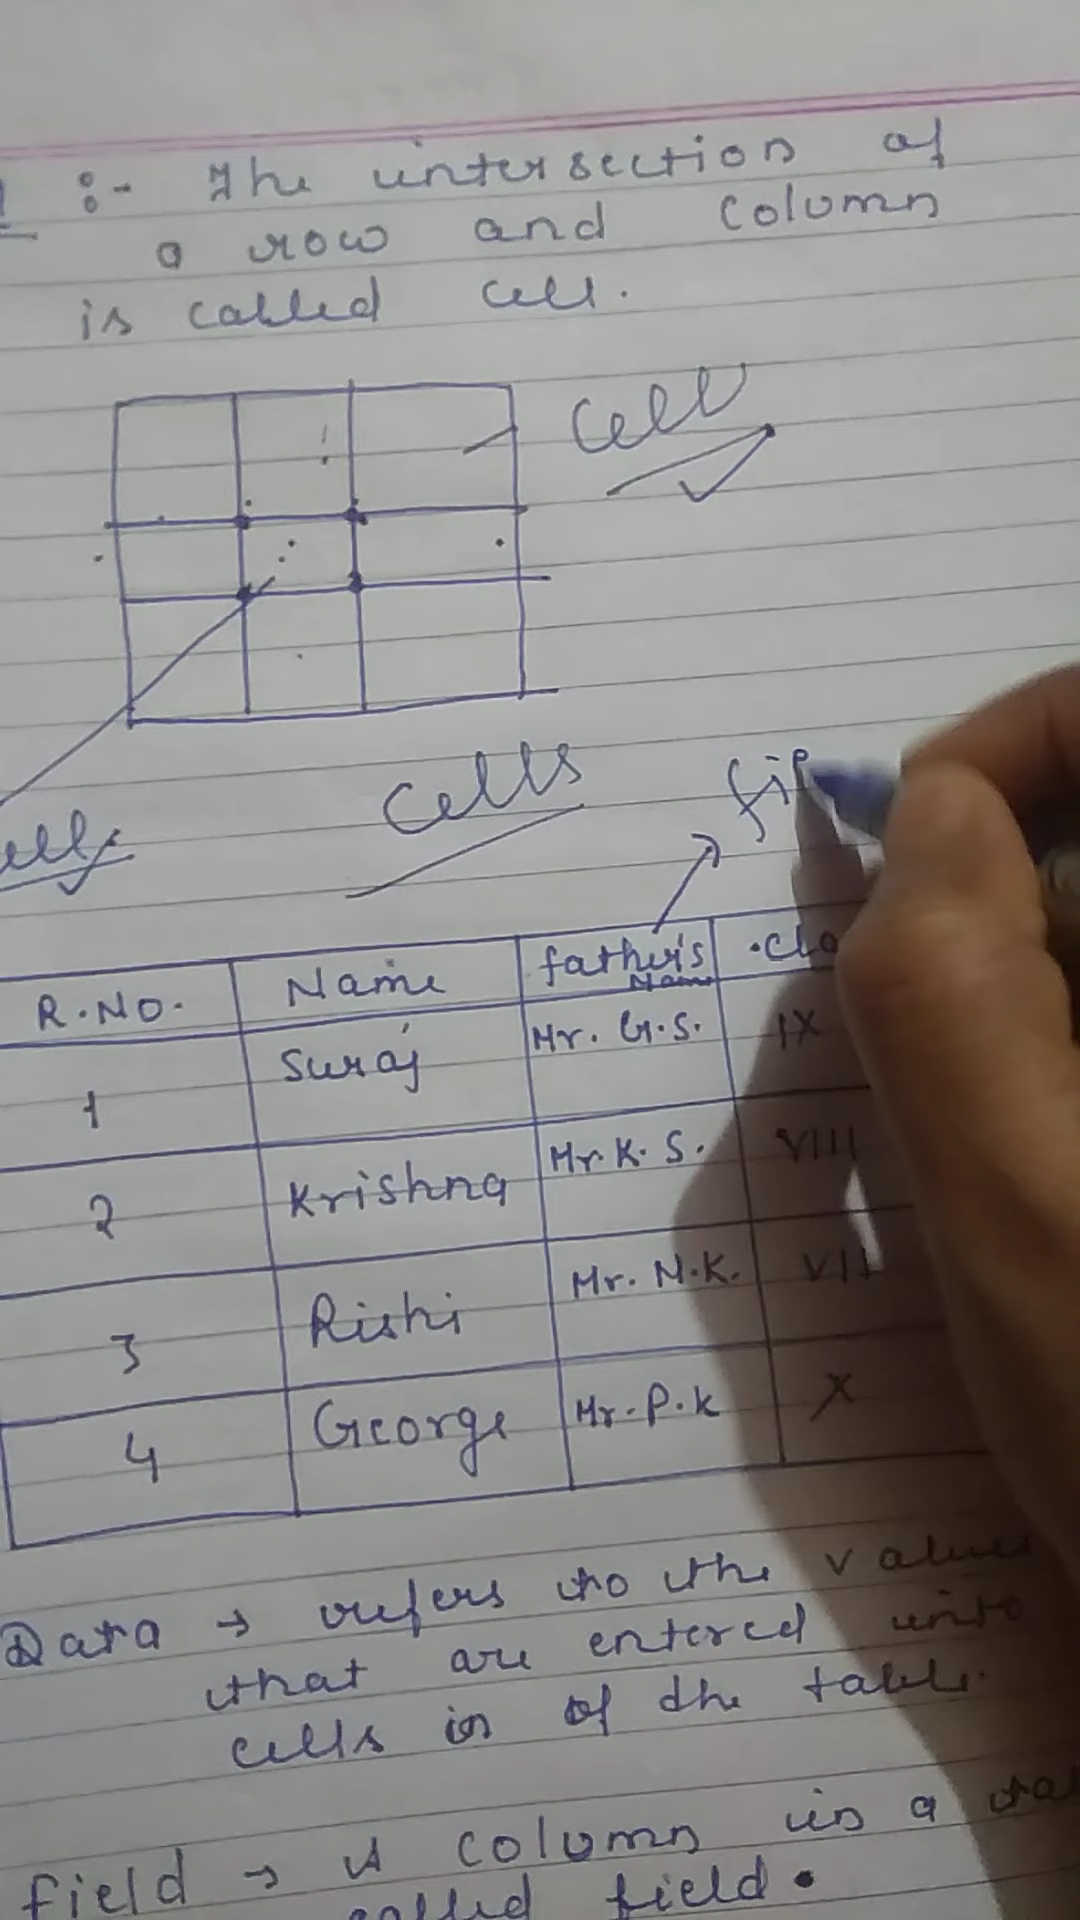 :- The intersection of
a row and column
is called cell.
Cell
Cells
R.NO. Name father's Name
1 Suraj Mr. G.S. IX
2 Krishna Mr. K. S. VIII
3 Rishi Mr. M.K. VII
4 George Mr. P.K X
Data → refers to the values
that are entered into
cells in of the table.
field → A column in a
called field.